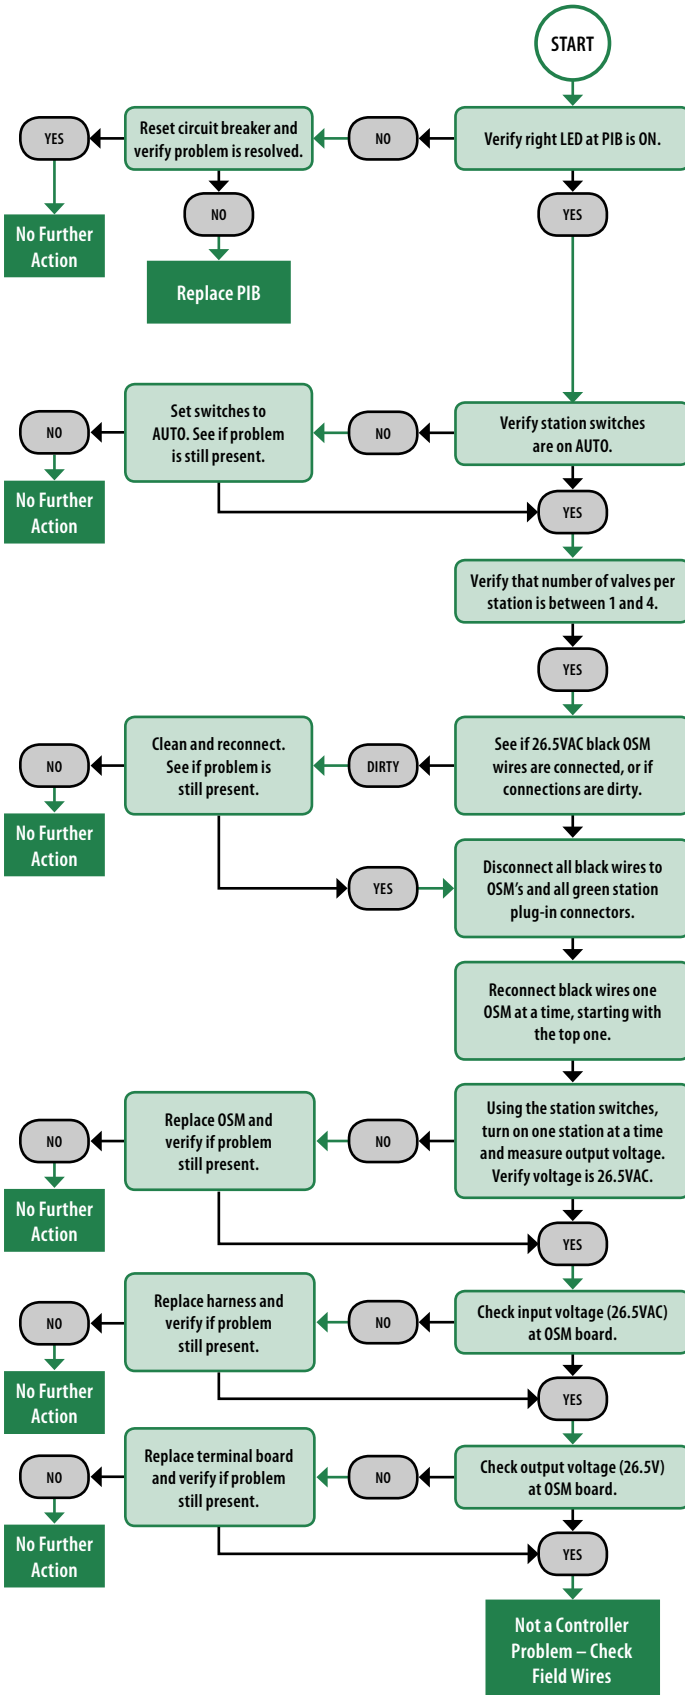 START
Verify right LED at PIB is ON.
NO
Reset circuit breaker and
verify problem is resolved.
YES
No Further
Action
NO
Replace PIB
YES
Verify station switches
are on AUTO.
NO
Set switches to
AUTO. See if problem
is still present.
NO
No Further
Action
YES
Verify that number of valves per
station is between 1 and 4.
YES
See if 26.5VAC black OSM
wires are connected, or if
connections are dirty.
DIRTY
Clean and reconnect.
See if problem is
still present.
NO
No Further
Action
YES
Disconnect all black wires to
OSM's and all green station
plug-in connectors.
Reconnect black wires one
OSM at a time, starting with
the top one.
Using the station switches,
turn on one station at a time
and measure output voltage.
Verify voltage is 26.5VAC.
NO
Replace OSM and
verify if problem
still present.
NO
No Further
Action
YES
Check input voltage (26.5VAC)
at OSM board.
NO
Replace harness and
verify if problem
still present.
NO
No Further
Action
YES
Check output voltage (26.5V)
at OSM board.
NO
Replace terminal board
and verify if problem
still present.
NO
No Further
Action
YES
Not a Controller
Problem – Check
Field Wires